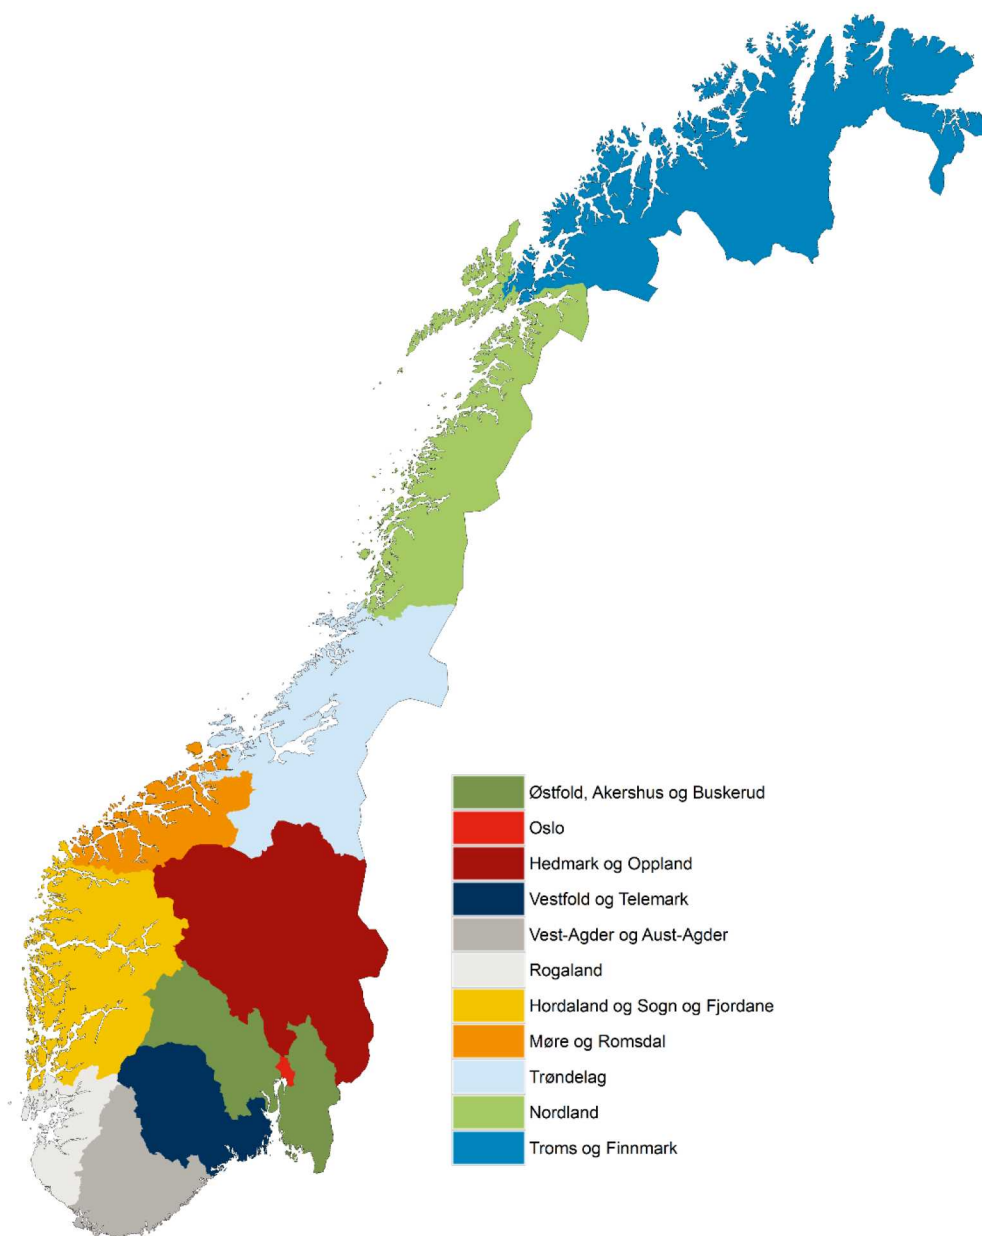 Østfold, Akershus og Buskerud
Oslo
Hedmark og Oppland
Vestfold og Telemark
Vest-Agder og Aust-Agder
Rogaland
Hordaland og Sogn og Fjordane
Møre og Romsdal
Trøndelag
Nordland
Troms og Finnmark